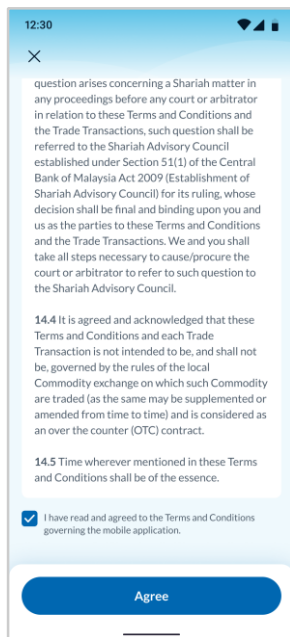 12:30
question arises concerning a Shariah matter in
any proceedings before any court or arbitrator
in relation to these Terms and Conditions and
the Trade Transactions, such question shall be
referred to the Shariah Advisory Council
established under Section 51(1) of the Central
Bank of Malaysia Act 2009 (Establishment of
Shariah Advisory Council) for its ruling, whose
decision shall be final and binding upon you and
us as the parties to these Terms and Conditions
and the Trade Transactions. We and you shall
take all steps necessary to cause/procure the
court or arbitrator to refer to such question to
the Shariah Advisory Council.
14.4 It is agreed and acknowledged that these
Terms and Conditions and each Trade
Transaction is not intended to be, and shall not
be, governed by the rules of the local
Commodity exchange on which such Commodity
are traded (as the same may be supplemented or
amended from time to time) and is considered as
an over the counter (OTC) contract.
14.5 Time wherever mentioned in these Terms
and Conditions shall be of the essence.
I have read and agreed to the Terms and Conditions
governing the mobile application.
Agree